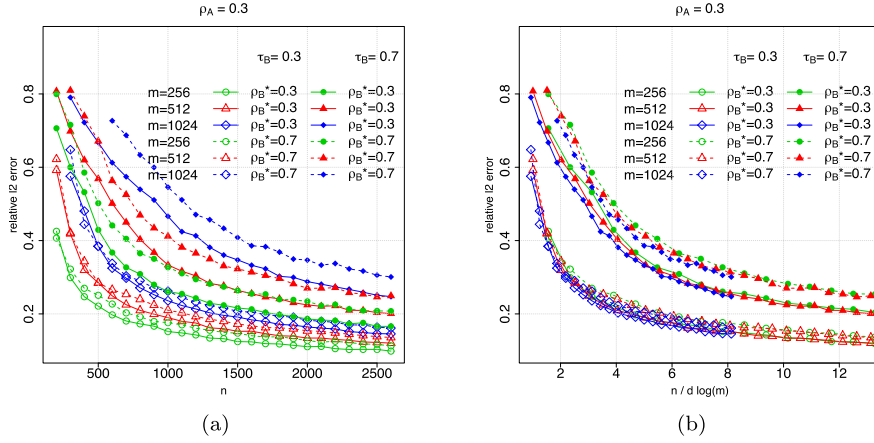 ρA = 0.3
τB= 0.3 τB= 0.7
m=256 ρB*=0.3 ρB*=0.3
m=512 ρB*=0.3 ρB*=0.3
m=1024 ρB*=0.3 ρB*=0.3
m=256 ρB*=0.7 ρB*=0.7
m=512 ρB*=0.7 ρB*=0.7
m=1024 ρB*=0.7 ρB*=0.7
relative l2 error
0.8
0.6
0.4
0.2
500 1000 1500 2000 2500
n
(a)
ρA = 0.3
τB= 0.3 τB= 0.7
m=256 ρB*=0.3 ρB*=0.3
m=512 ρB*=0.3 ρB*=0.3
m=1024 ρB*=0.3 ρB*=0.3
m=256 ρB*=0.7 ρB*=0.7
m=512 ρB*=0.7 ρB*=0.7
m=1024 ρB*=0.7 ρB*=0.7
relative l2 error
0.8
0.6
0.4
0.2
2 4 6 8 10 12
n / d log(m)
(b)